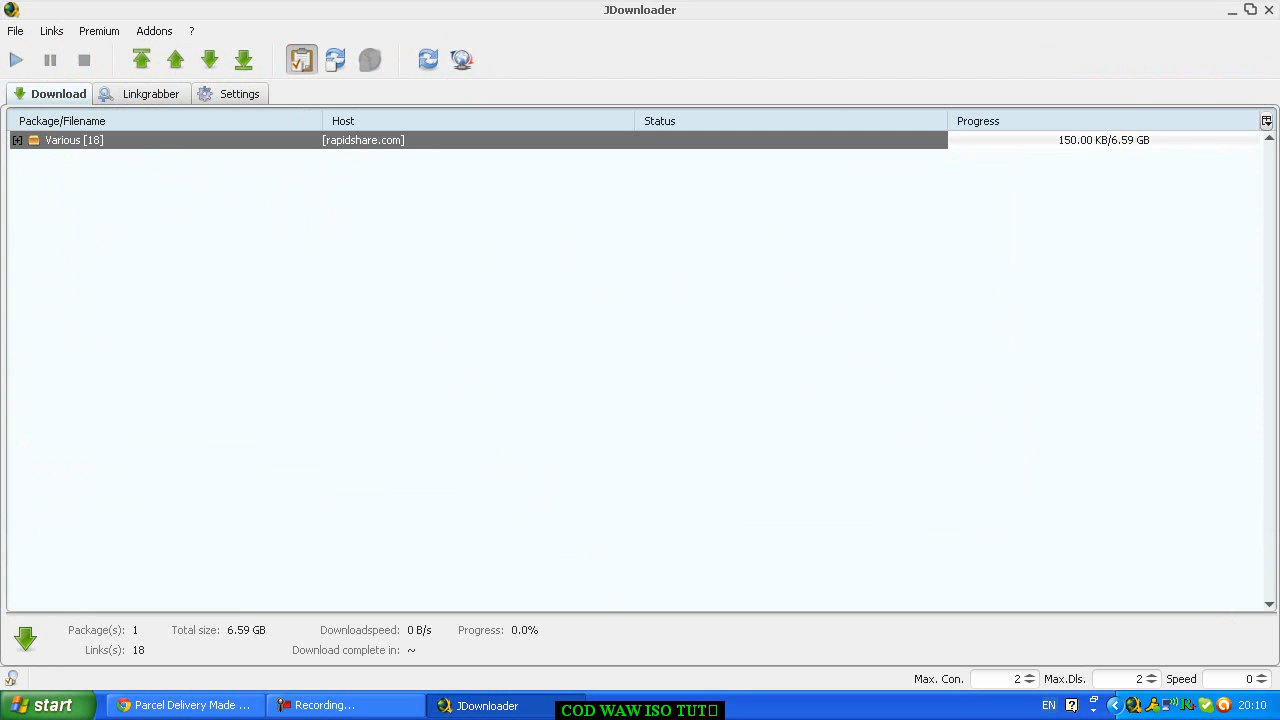 JDownloader
File Links Premium Addons ?
Download Linkgrabber Settings
Package/Filename Host Status Progress
Various [18] [rapidshare.com] 150.00 KB/6.59 GB
Package(s): 1 Total size: 6.59 GB Downloadspeed: 0 B/s Progress: 0.0%
Links(s): 18 Download complete in: ~
Max. Con. 2 Max.Dls. 2 Speed 0
start Parcel Delivery Made ... Recording... JDownloader COD WAW ISO TUT EN 20:10